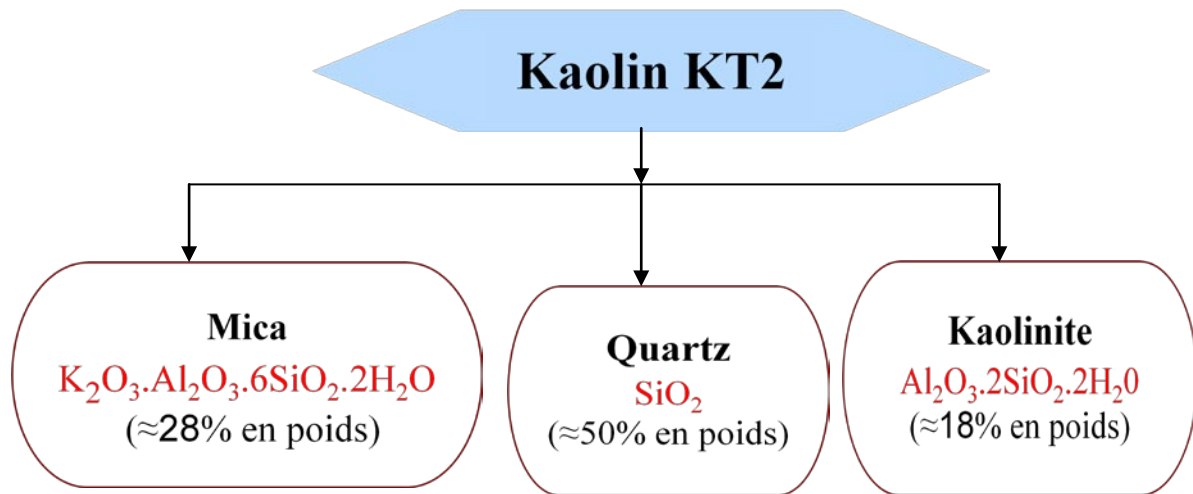 Kaolin KT2
Mica
K₂O₃.Al₂O₃.6SiO₂.2H₂O
(≈28% en poids)
Quartz
SiO₂
(≈50% en poids)
Kaolinite
Al₂O₃.2SiO₂.2H₂0
(≈18% en poids)